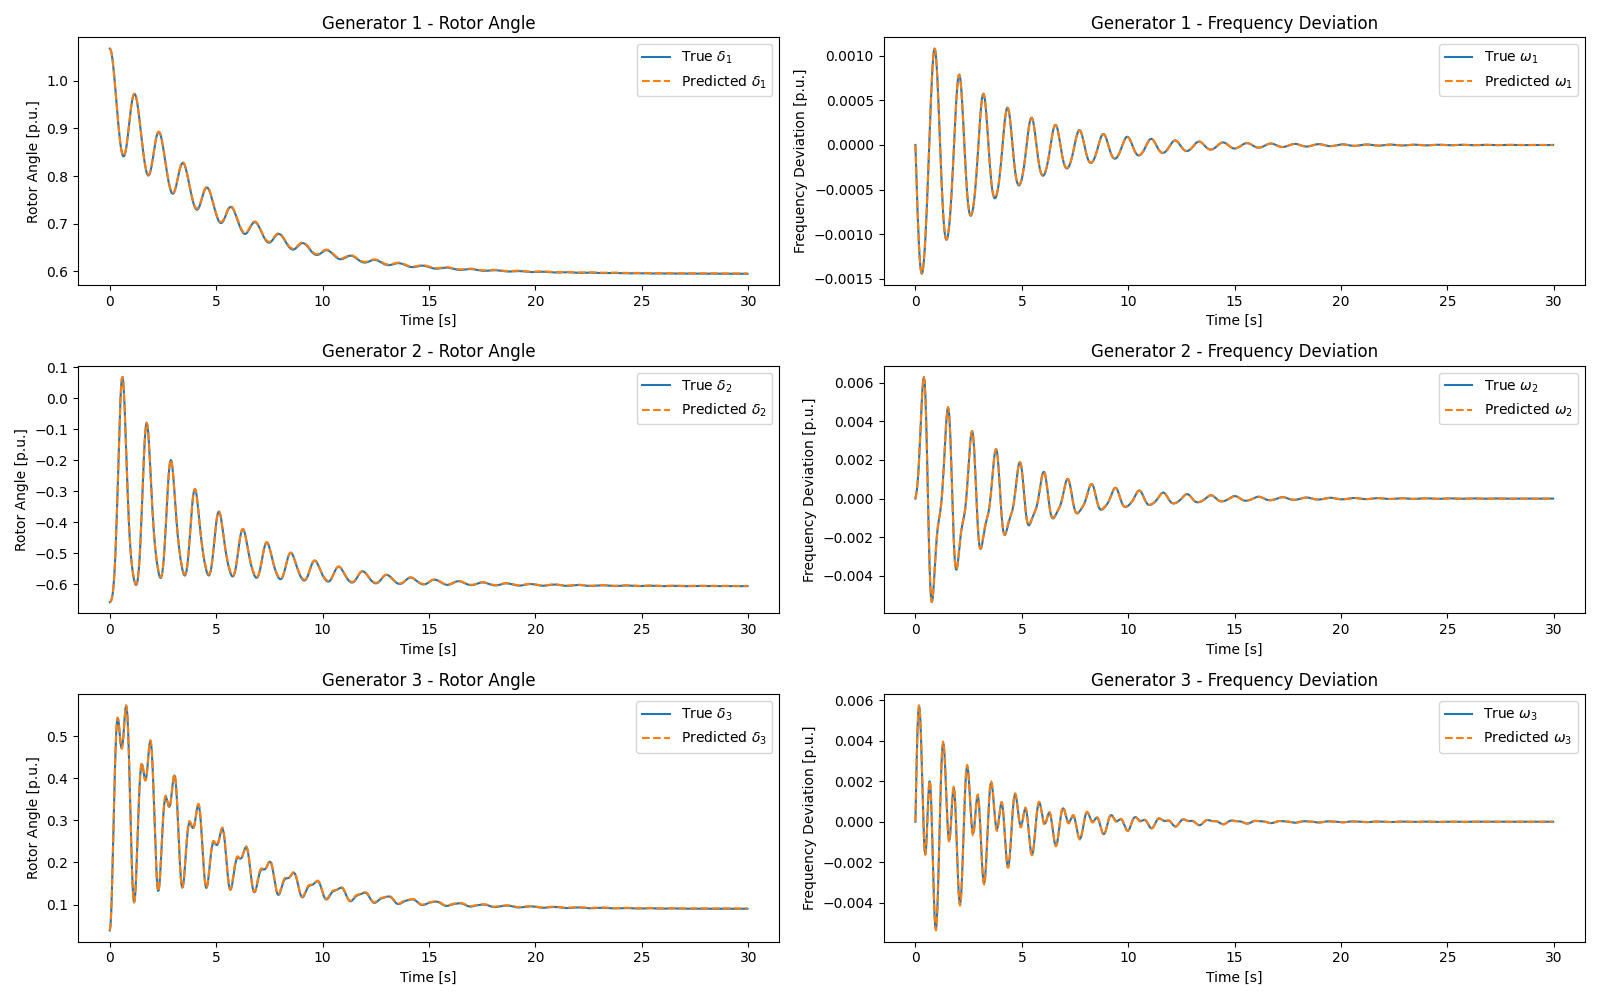 Generator 1 - Rotor Angle
Rotor Angle [p.u.]
1.0
0.9
0.8
0.7
0.6
True δ₁
Predicted δ₁
0 5 10 15 20 25 30
Time [s]
Generator 1 - Frequency Deviation
Frequency Deviation [p.u.]
0.0010
0.0005
0.0000
−0.0005
−0.0010
−0.0015
True ω₁
Predicted ω₁
0 5 10 15 20 25 30
Time [s]
Generator 2 - Rotor Angle
Rotor Angle [p.u.]
0.1
0.0
−0.1
−0.2
−0.3
−0.4
−0.5
−0.6
True δ₂
Predicted δ₂
0 5 10 15 20 25 30
Time [s]
Generator 2 - Frequency Deviation
Frequency Deviation [p.u.]
0.006
0.004
0.002
0.000
−0.002
−0.004
True ω₂
Predicted ω₂
0 5 10 15 20 25 30
Time [s]
Generator 3 - Rotor Angle
Rotor Angle [p.u.]
0.5
0.4
0.3
0.2
0.1
True δ₃
Predicted δ₃
0 5 10 15 20 25 30
Time [s]
Generator 3 - Frequency Deviation
Frequency Deviation [p.u.]
0.006
0.004
0.002
0.000
−0.002
−0.004
True ω₃
Predicted ω₃
0 5 10 15 20 25 30
Time [s]